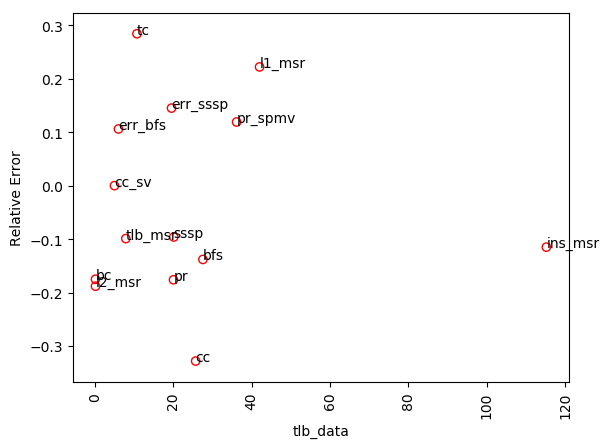 0.3
0.2
0.1
0.0
−0.1
−0.2
−0.3
Relative Error
tc
l1_msr
err_sssp
pr_spmv
err_bfs
cc_sv
tlb_msr
sssp
bfs
ins_msr
bc
l2_msr
pr
cc
0
20
40
60
80
100
120
tlb_data